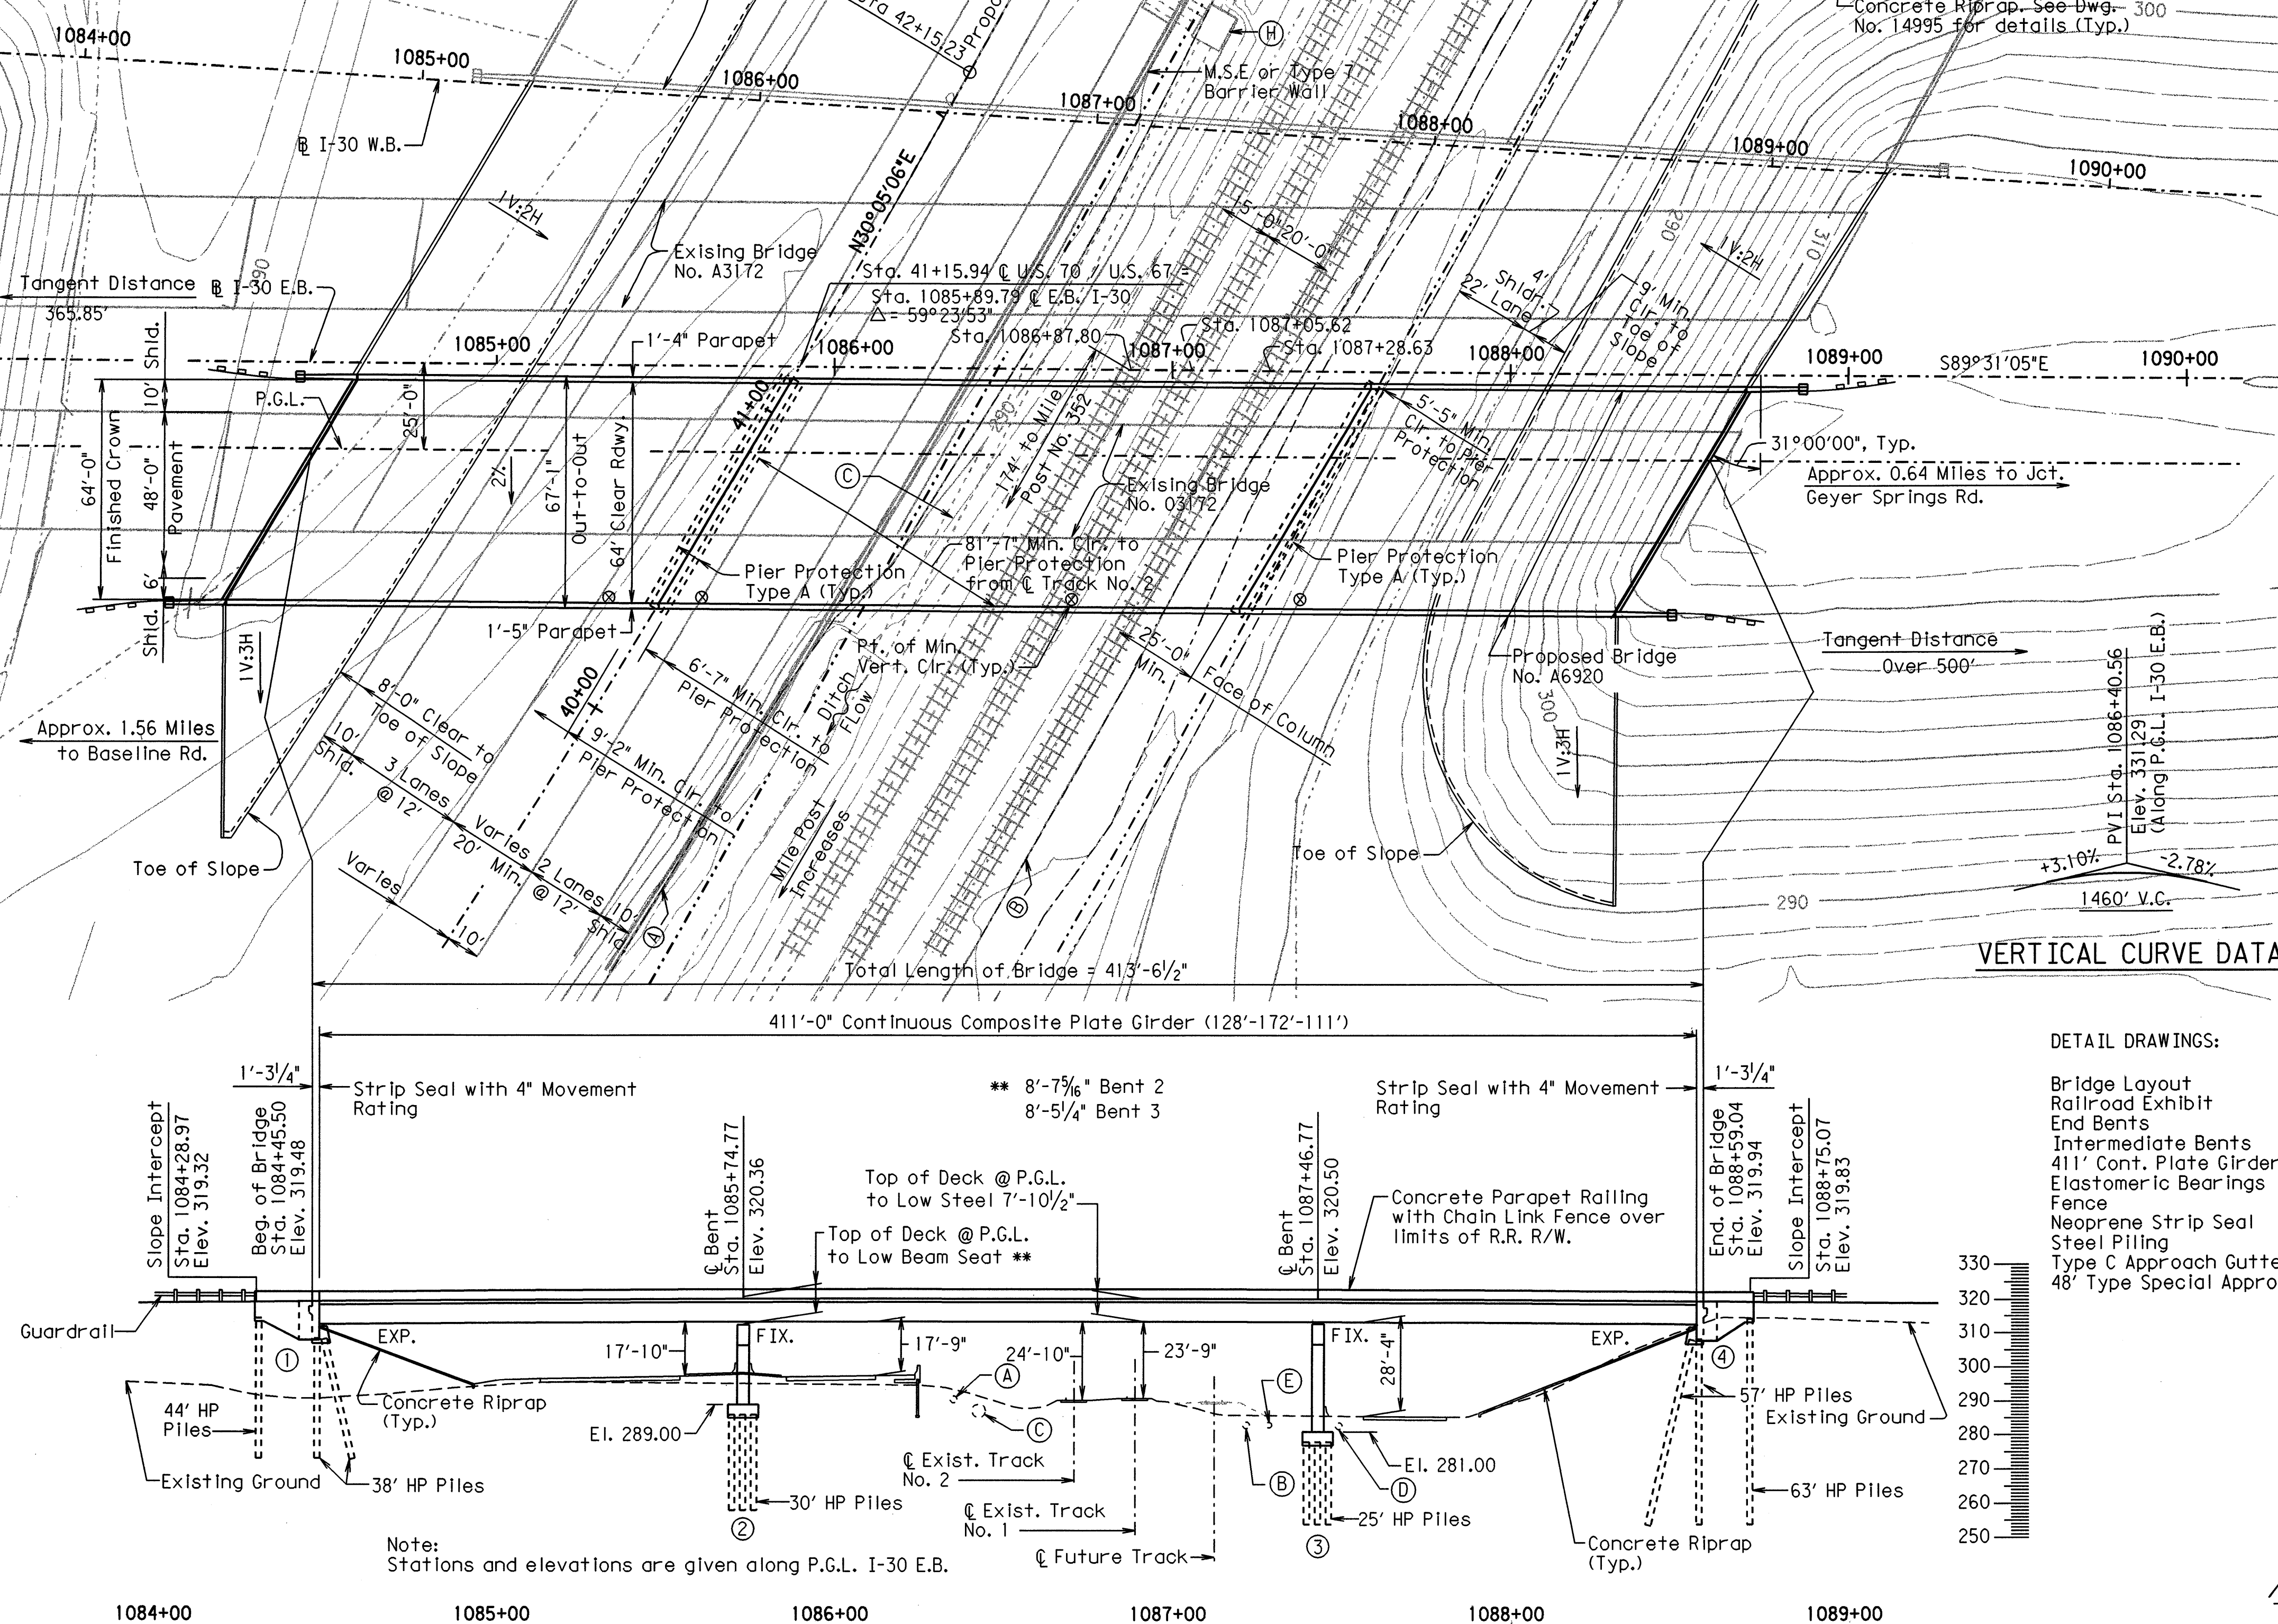 Sta 42+15.23 Propo
Concrete Riprap. See Dwg.
No. 14995 for details (Typ.)
300
1084+00
1085+00
1086+00
1087+00
1088+00
1089+00
1090+00
H
M.S.E or Type 7
Barrier Wall
℄ I-30 W.B.
1V:2H
N30°05'06"E
290
Exising Bridge
No. A3172
5'-0"
20'-0"
290
1V:2H
310
Tangent Distance
365.85'
℄ I-30 E.B.
Sta. 41+15.94 ℄ U.S. 70 / U.S. 67 =
Sta. 1085+89.79 ℄ E.B. I-30
△= 59°23'53"
Sta. 1086+87.80
Sta. 1087+05.62
Sta. 1087+28.63
4'
Shldr.
22' Lane
9' Min.
Clr. to
Toe of
Slope
1085+00
1'-4" Parapet
1086+00
1087+00
1088+00
1089+00
S89°31'05"E
1090+00
10' Shld.
P.G.L.
25'-0"
41+00
290
174' to Mile
Post No. 352
5'-5" Min.
Clr. to Pier
Protection
31°00'00", Typ.
Approx. 0.64 Miles to Jct.
Geyer Springs Rd.
64'-0"
Finished Crown
48'-0"
Pavement
2%
67'-1"
Out-to-Out
64' Clear Rdwy.
C
Exising Bridge
No. 03172
81'-7" Min. Clr. to
Pier Protection
from ℄ Track No. 2
Pier Protection
Type A (Typ.)
Pier Protection
Type A (Typ.)
6'
Shld.
1'-5" Parapet
Pt. of Min.
Vert. Clr. (Typ.)
1V:3H
Approx. 1.56 Miles
to Baseline Rd.
8'-0" Clear to
Toe of Slope
10'
Shld.
3 Lanes
@ 12'
40+00
6'-7" Min. Clr. to
Pier Protection
9'-2" Min. Clr. to
Pier Protection
Ditch
Flow
25'-0"
Min.
Face of Column
Proposed Bridge
No. A6920
300
1V:3H
Tangent Distance
Over 500'
PVI Sta. 1086+40.56
Elev. 331.29
(Along P.G.L. I-30 E.B.)
+3.10%
-2.78%
1460' V.C.
VERTICAL CURVE DATA
Toe of Slope
Varies
10'
Varies
20' Min.
2 Lanes
@ 12'
10'
Shld.
A
Mile Post
Increases
B
Toe of Slope
290
Total Length of Bridge = 413'-6½"
411'-0" Continuous Composite Plate Girder (128'-172'-111')
1'-3¼"
Strip Seal with 4" Movement
Rating
** 8'-7⁵⁄₁₆" Bent 2
8'-5¼" Bent 3
Strip Seal with 4" Movement
Rating
1'-3¼"
DETAIL DRAWINGS:
Bridge Layout
Railroad Exhibit
End Bents
Intermediate Bents
411' Cont. Plate Girder
Elastomeric Bearings
Fence
Neoprene Strip Seal
Steel Piling
Type C Approach Gutte
48' Type Special Appro
Slope Intercept
Sta. 1084+28.97
Elev. 319.32
Beg. of Bridge
Sta. 1084+45.50
Elev. 319.48
℄ Bent
Sta. 1085+74.77
Elev. 320.36
Top of Deck @ P.G.L.
to Low Steel 7'-10½"
Top of Deck @ P.G.L.
to Low Beam Seat **
℄ Bent
Sta. 1087+46.77
Elev. 320.50
Concrete Parapet Railing
with Chain Link Fence over
limits of R.R. R/W.
End. of Bridge
Sta. 1088+59.04
Elev. 319.94
Slope Intercept
Sta. 1088+75.07
Elev. 319.83
330
320
310
300
290
280
270
260
250
Guardrail
1
EXP.
17'-10"
FIX.
17'-9"
24'-10"
23'-9"
FIX.
28'-4"
EXP.
4
A
C
E
B
D
44' HP
Piles
Concrete Riprap
(Typ.)
El. 289.00
℄ Exist. Track
No. 2
El. 281.00
57' HP Piles
Existing Ground
Existing Ground
38' HP Piles
30' HP Piles
2
℄ Exist. Track
No. 1
25' HP Piles
3
63' HP Piles
Concrete Riprap
(Typ.)
℄ Future Track
Note:
Stations and elevations are given along P.G.L. I-30 E.B.
1084+00
1085+00
1086+00
1087+00
1088+00
1089+00